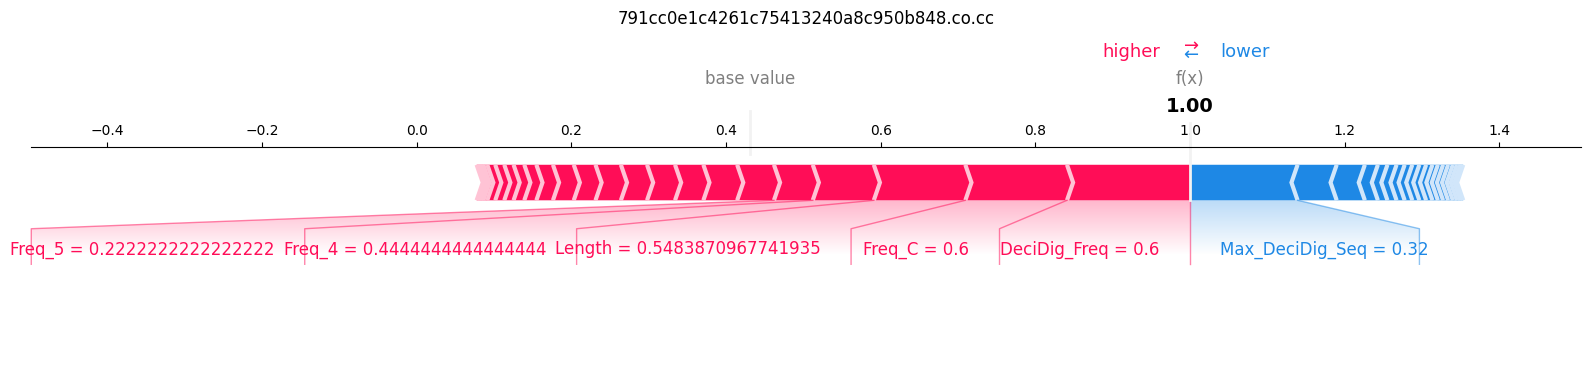 791cc0e1c4261c75413240a8c950b848.co.cc
higher ⇄ lower
base value f(x)
1.00
−0.4 −0.2 0.0 0.2 0.4 0.6 0.8 1.0 1.2 1.4
Freq_5 = 0.2222222222222222 Freq_4 = 0.4444444444444444 Length = 0.5483870967741935 Freq_C = 0.6 DeciDig_Freq = 0.6 Max_DeciDig_Seq = 0.32